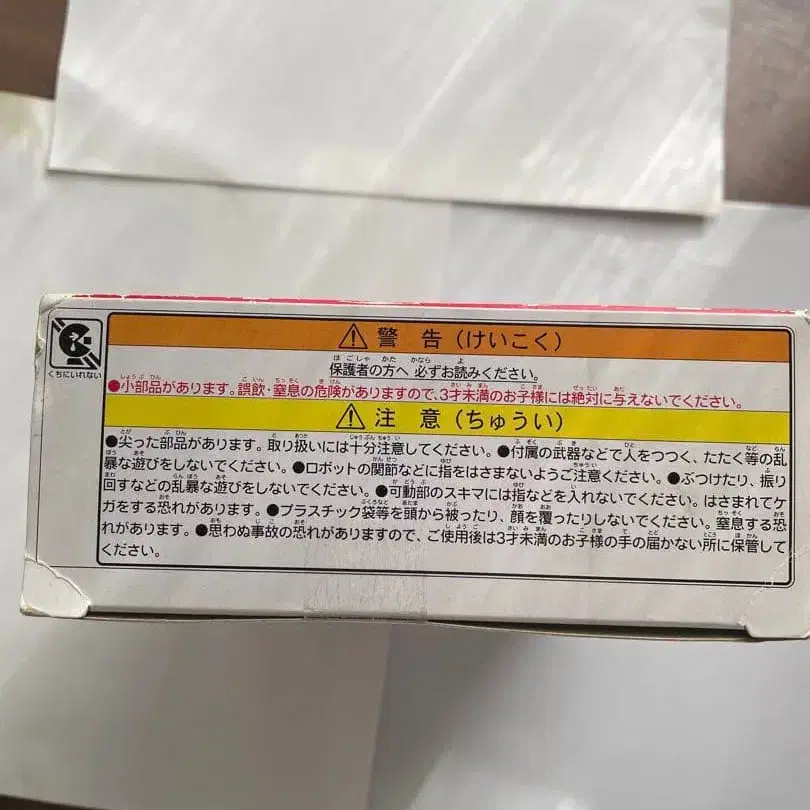 くちにいれない
⚠ 警告(けいこく)
保護者の方へ 必ずお読みください。
●小部品があります。誤飲・窒息の危険がありますので、3才未満のお子様には絶対に与えないでください。
⚠ 注意(ちゅうい)
●尖った部品があります。取り扱いには十分注意してください。●付属の武器などで人をつつく、たたく等の乱
暴な遊びをしないでください。●ロボットの関節などに指をはさまないようご注意ください。●ぶつけたり、振り
回すなどの乱暴な遊びをしないでください。●可動部のスキマには指などを入れないでください。はさまれてケ
ガをする恐れがあります。●プラスチック袋等を頭から被ったり、顔を覆ったりしないでください。窒息する恐
れがあります。●思わぬ事故の恐れがありますので、ご使用後は3才未満のお子様の手の届かない所に保管して
ください。